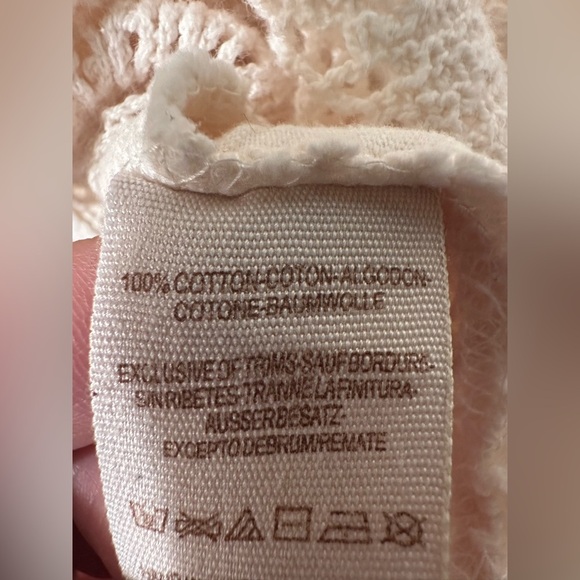 100% COTTON-COTON-ALGODON-
COTONE-BAUMWOLLE
EXCLUSIVE OF TRIMS-SAUF BORDURE-
SIN RIBETES-TRANNE LA FINITURA-
AUSSER BESATZ
EXCEPTO DEBRUM/REMATE